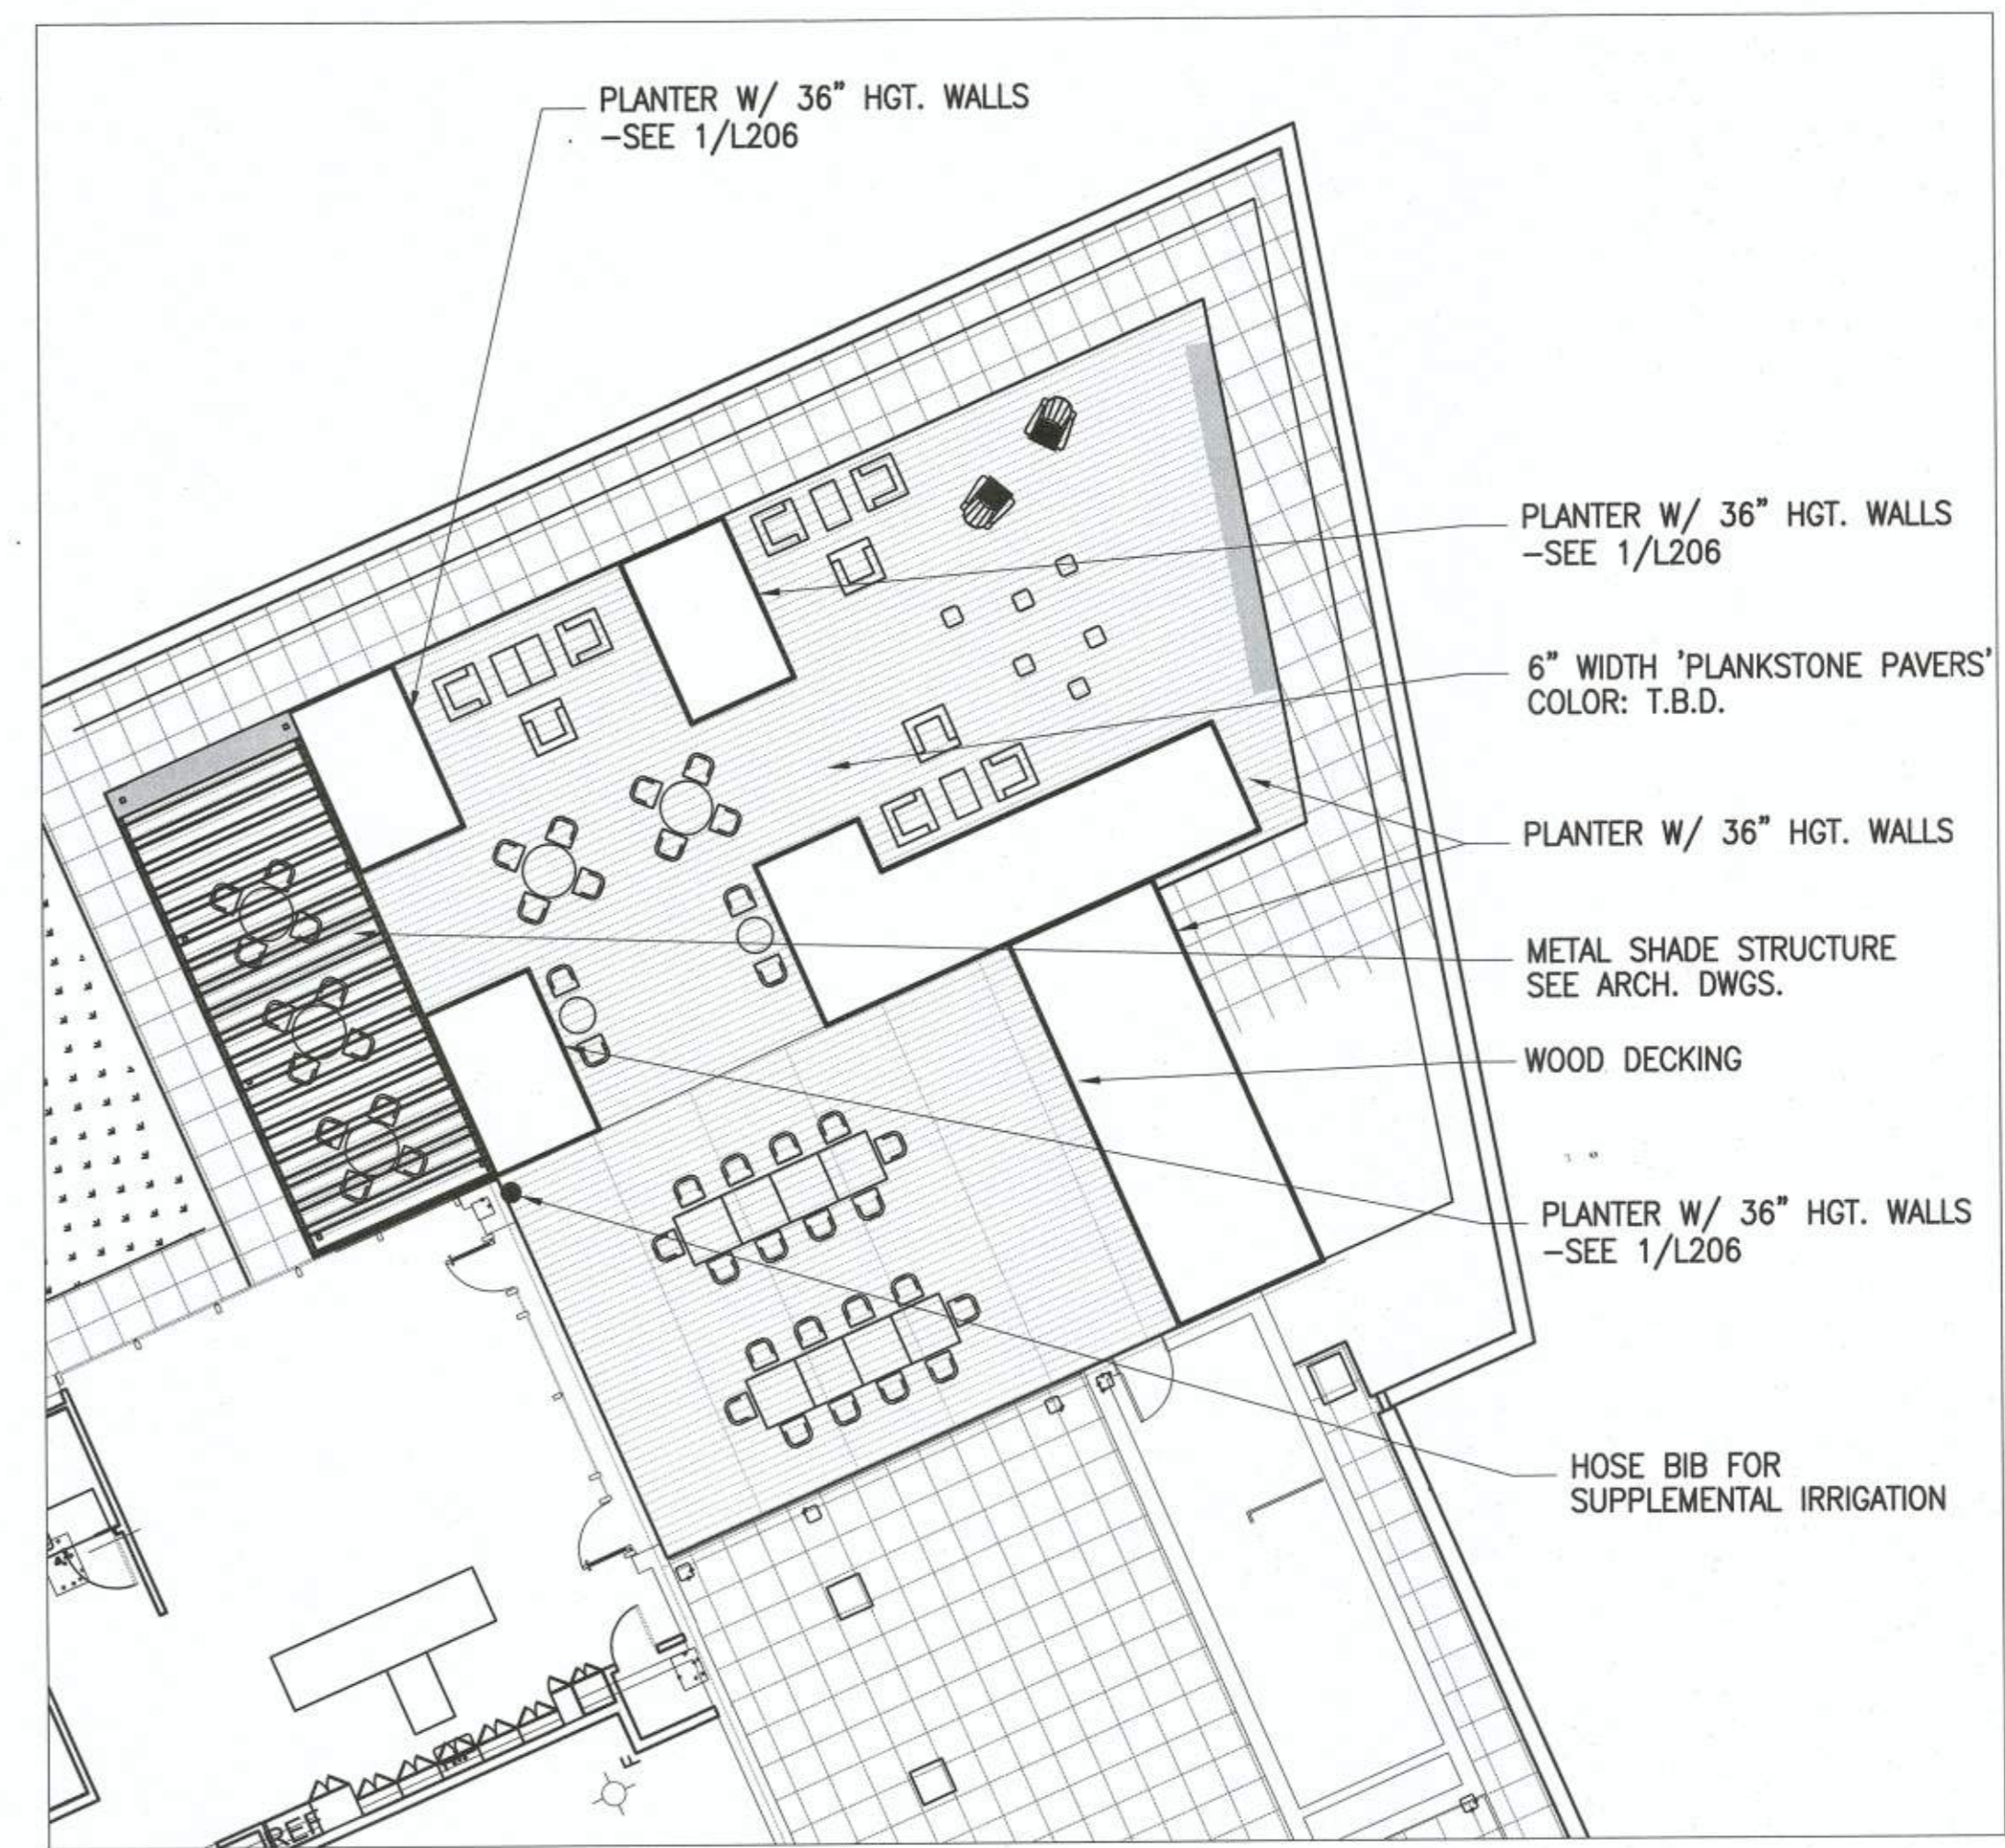 PLANTER W/ 36" HGT. WALLS
-SEE 1/L206
PLANTER W/ 36" HGT. WALLS
-SEE 1/L206
6" WIDTH 'PLANKSTONE PAVERS'
COLOR: T.B.D.
PLANTER W/ 36" HGT. WALLS
METAL SHADE STRUCTURE
SEE ARCH. DWGS.
WOOD DECKING
PLANTER W/ 36" HGT. WALLS
-SEE 1/L206
HOSE BIB FOR
SUPPLEMENTAL IRRIGATION
REF